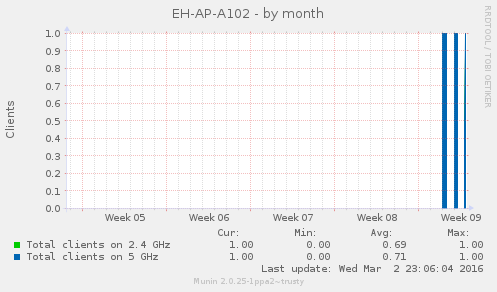 EH-AP-A102 - by month
RRDTOOL / TOBI OETIKER
Clients
1.0
0.9
0.8
0.7
0.6
0.5
0.4
0.3
0.2
0.1
0.0
Week 05 Week 06 Week 07 Week 08 Week 09
Cur: Min: Avg: Max:
Total clients on 2.4 GHz 1.00 0.00 0.69 1.00
Total clients on 5 GHz 1.00 0.00 0.71 1.00
Last update: Wed Mar 2 23:06:04 2016
Munin 2.0.25-1ppa2~trusty